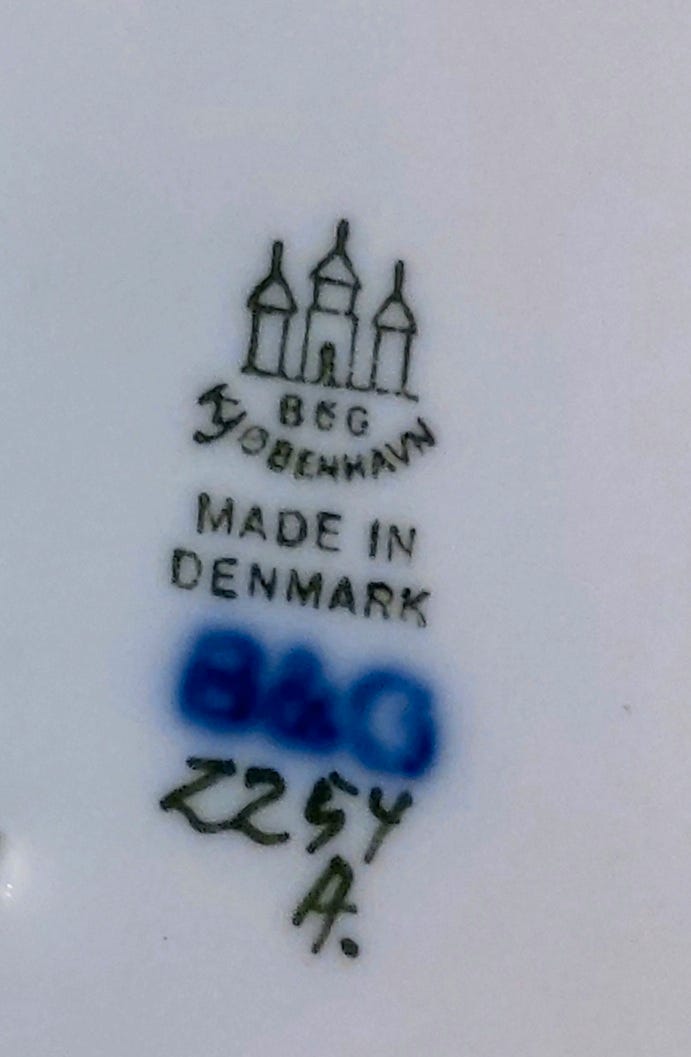 B&G
KJØBENHAVN
MADE IN
DENMARK
B&G
2254
A.